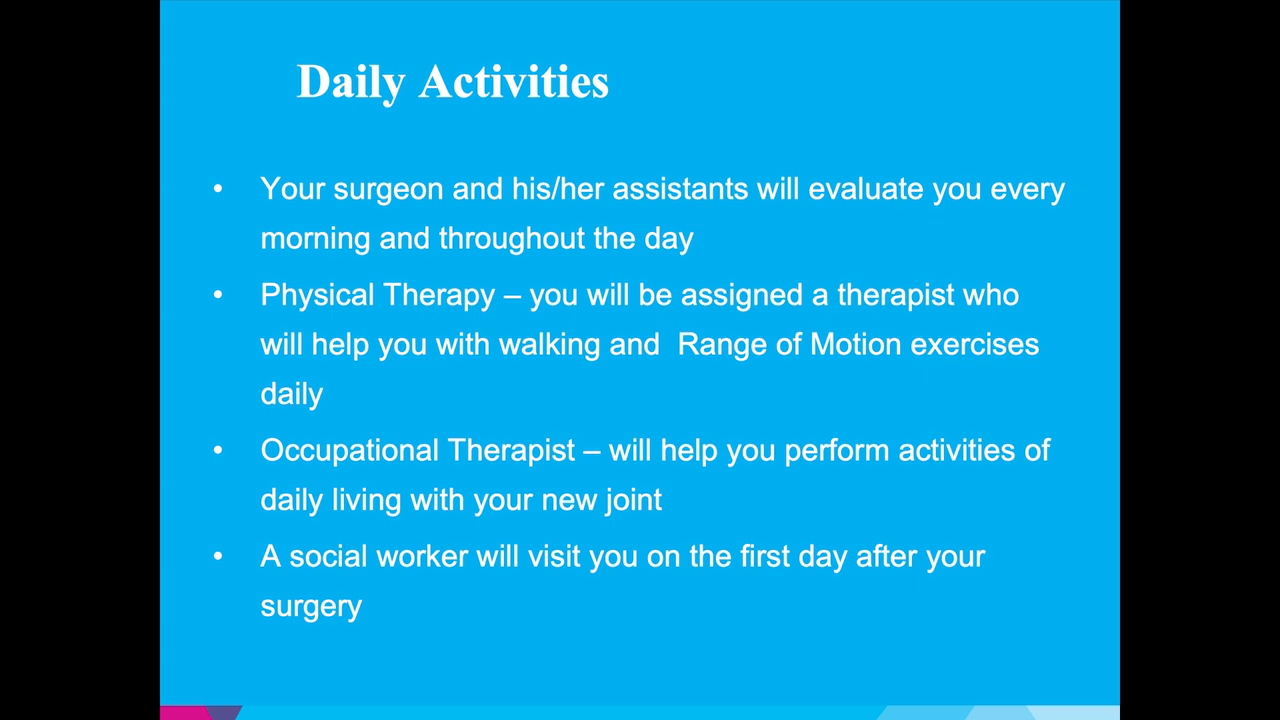 Daily Activities
• Your surgeon and his/her assistants will evaluate you every
morning and throughout the day
• Physical Therapy – you will be assigned a therapist who
will help you with walking and  Range of Motion exercises
daily
• Occupational Therapist – will help you perform activities of
daily living with your new joint
• A social worker will visit you on the first day after your
surgery